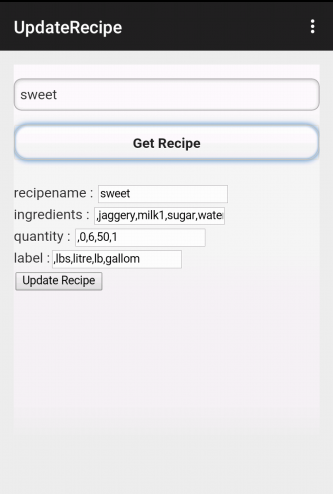 UpdateRecipe
sweet
Get Recipe
recipename : sweet
ingredients : ,jaggery,milk1,sugar,wate
quantity : ,0,6,50,1
label : ,lbs,litre,lb,gallom
Update Recipe